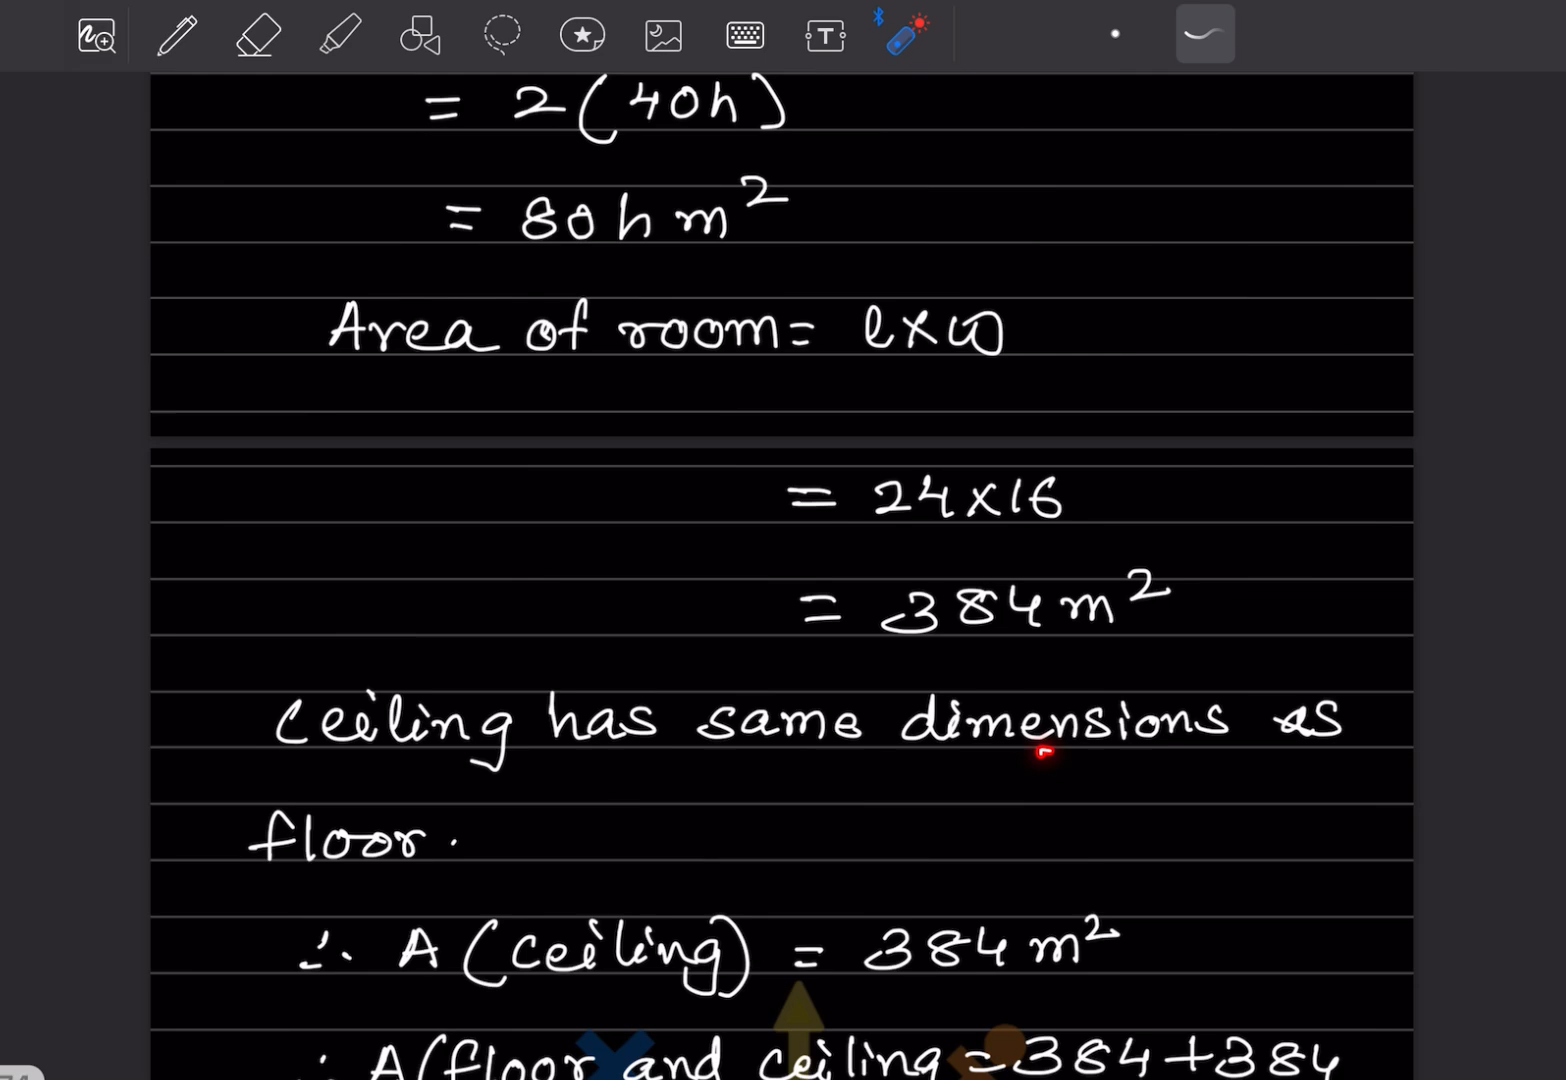 = 2(40h)
= 80h m²
Area of room = l×w
= 24×16
= 384 m²
Ceiling has same dimensions as
floor.
∴ A(ceiling) = 384 m²
∴ A(floor and ceiling = 384+384